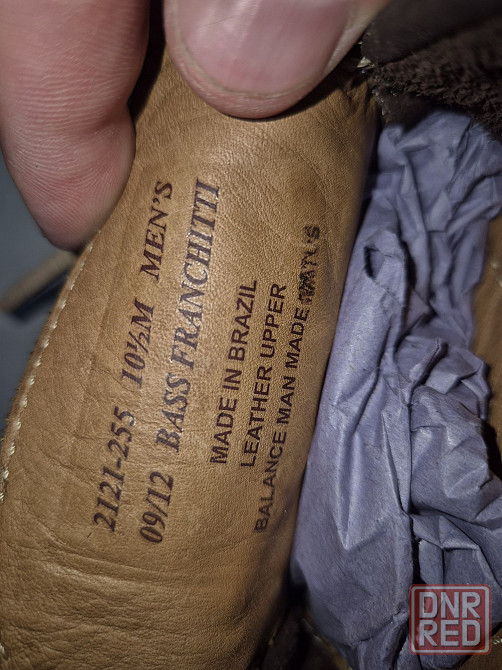 2121-255 10½M MEN'S
09/12 BASS FRANCHITTI
MADE IN BRAZIL
LEATHER UPPER
BALANCE MAN MADE
DNR
RED